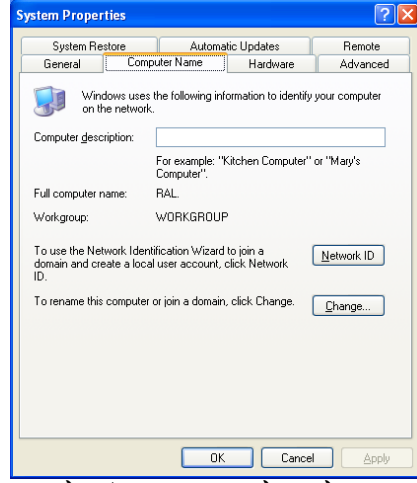 System Properties
System Restore Automatic Updates Remote
General Computer Name Hardware Advanced
Windows uses the following information to identify your computer
on the network.
Computer description:
For example: "Kitchen Computer" or "Mary's
Computer".
Full computer name: RAL.
Workgroup: WORKGROUP
To use the Network Identification Wizard to join a
domain and create a local user account, click Network
ID.
Network ID
To rename this computer or join a domain, click Change.
Change...
OK Cancel Apply